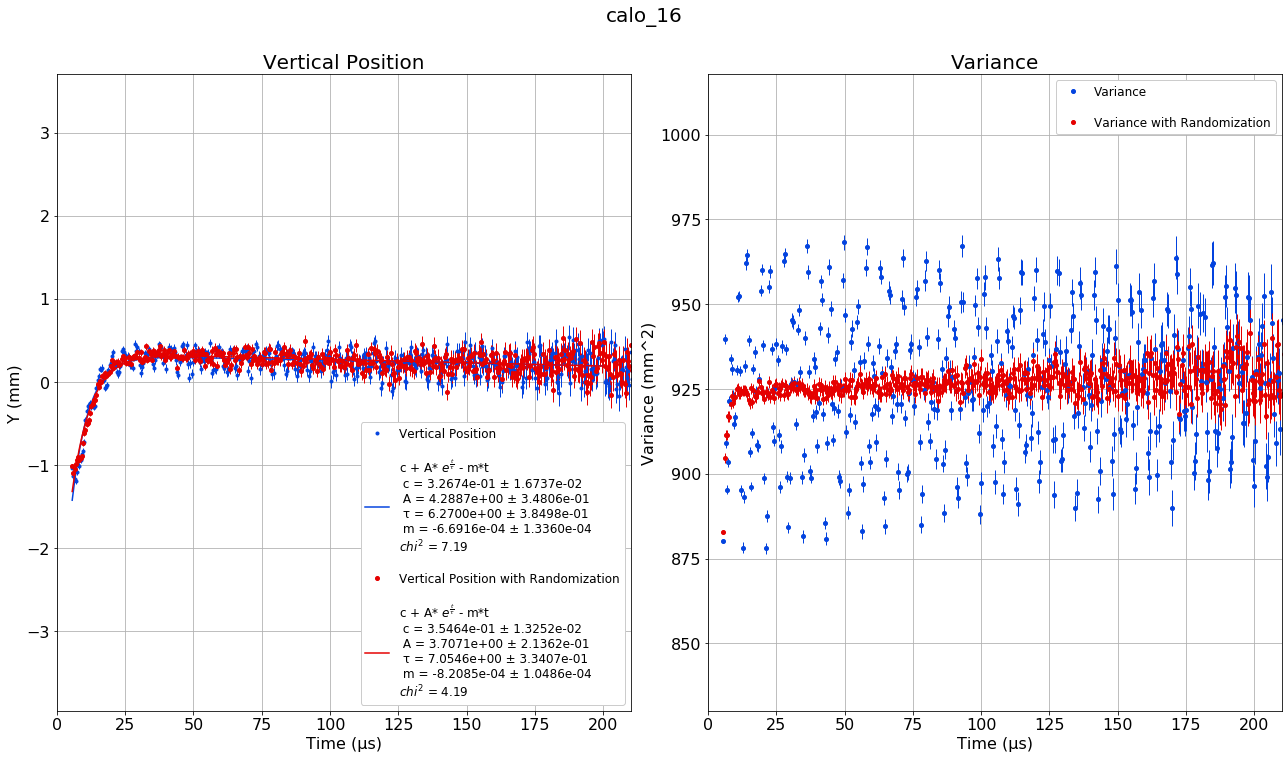 calo_16
Vertical Position
3
2
1
0
−1
−2
−3
Y (mm)
0
25
50
75
100
125
150
175
200
Time (μs)
Vertical Position
c + A* e^{t/τ} - m*t
c = 3.2674e-01 ± 1.6737e-02
A = 4.2887e+00 ± 3.4806e-01
τ = 6.2700e+00 ± 3.8498e-01
m = -6.6916e-04 ± 1.3360e-04
chi² = 7.19
Vertical Position with Randomization
c + A* e^{t/τ} - m*t
c = 3.5464e-01 ± 1.3252e-02
A = 3.7071e+00 ± 2.1362e-01
τ = 7.0546e+00 ± 3.3407e-01
m = -8.2085e-04 ± 1.0486e-04
chi² = 4.19
Variance
1000
975
950
925
900
875
850
Variance (mm^2)
0
25
50
75
100
125
150
175
200
Time (μs)
Variance
Variance with Randomization